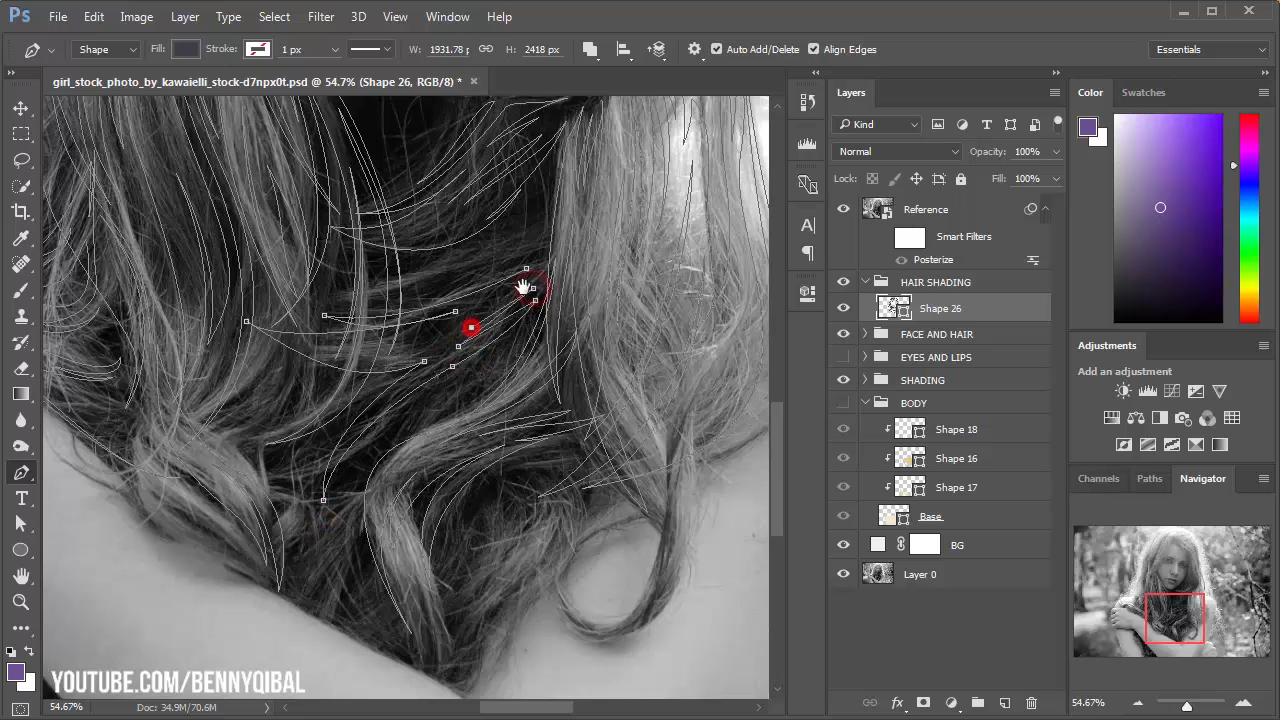 Ps File Edit Image Layer Type Select Filter 3D View Window Help
Shape Fill: Stroke: 1 px W: 1931.78 p H: 2418 px Auto Add/Delete Align Edges Essentials
girl_stock_photo_by_kawaielli_stock-d7npx0t.psd @ 54.7% (Shape 26, RGB/8) *
Layers
Kind
Normal Opacity: 100%
Lock: Fill: 100%
Reference
Smart Filters
Posterize
HAIR SHADING
Shape 26
FACE AND HAIR
EYES AND LIPS
SHADING
BODY
Shape 18
Shape 16
Shape 17
Base
BG
Layer 0
fx
Color Swatches
Adjustments
Add an adjustment
Channels Paths Navigator
54.67%
YOUTUBE.COM/BENNYQIBAL
54.67% Doc: 34.9M/70.6M